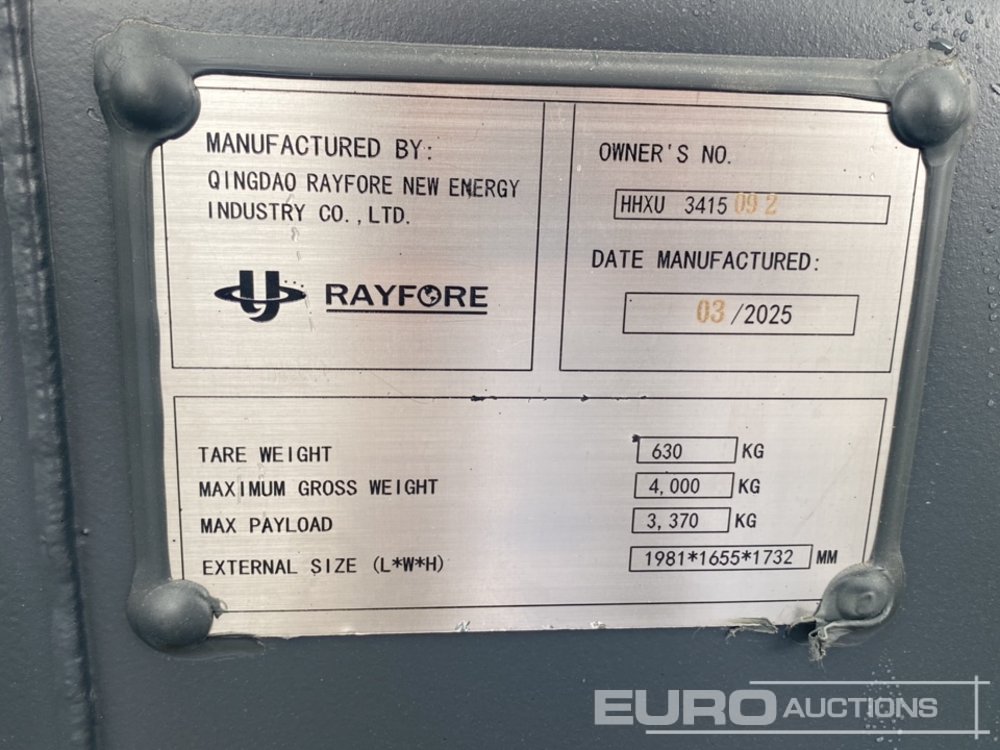 MANUFACTURED BY:
QINGDAO RAYFORE NEW ENERGY
INDUSTRY CO.,LTD.
RAYFORE
OWNER'S NO.
HHXU 3415 09 2
DATE MANUFACTURED:
03 /2025
TARE WEIGHT 630 KG
MAXIMUM GROSS WEIGHT 4,000 KG
MAX PAYLOAD 3,370 KG
EXTERNAL SIZE (L*W*H) 1981*1655*1732 MM
EURO AUCTIONS